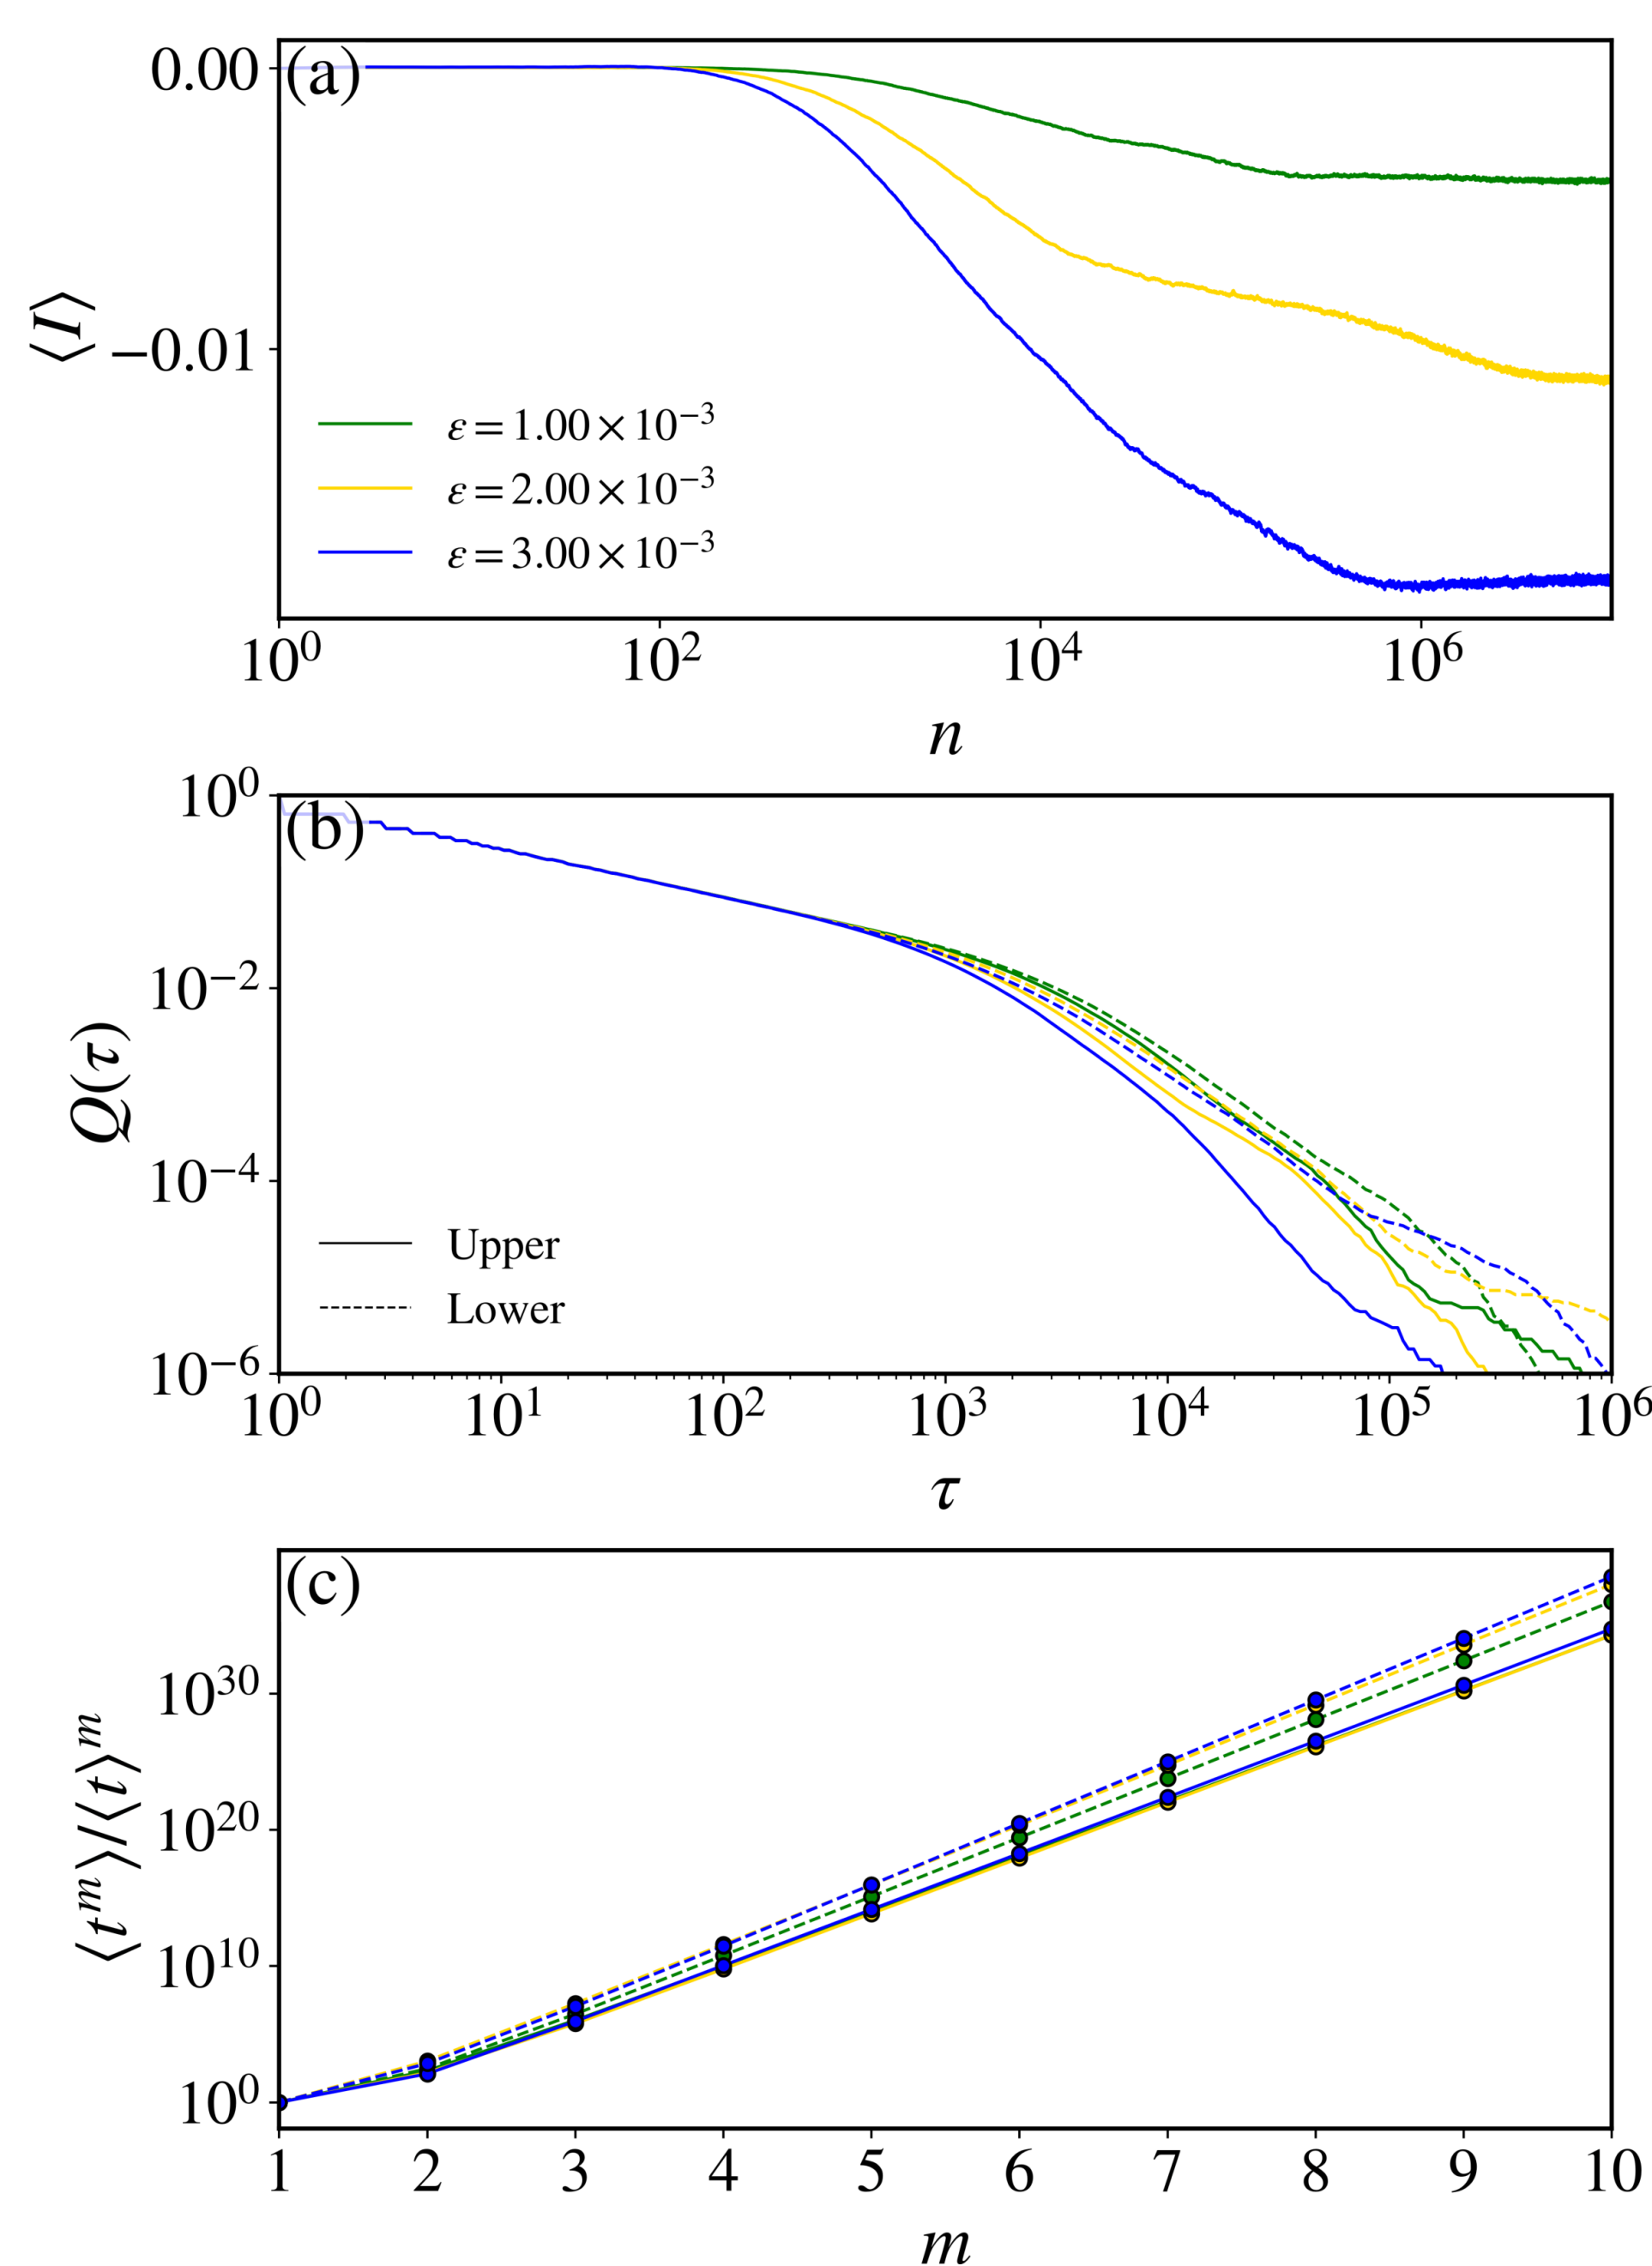 (a)
0.00
−0.01
⟨I⟩
ε = 1.00 × 10⁻³
ε = 2.00 × 10⁻³
ε = 3.00 × 10⁻³
10⁰ 10² 10⁴ 10⁶
n
(b)
10⁰
10⁻²
10⁻⁴
10⁻⁶
Q(τ)
Upper
Lower
10⁰ 10¹ 10² 10³ 10⁴ 10⁵ 10⁶
τ
(c)
10³⁰
10²⁰
10¹⁰
10⁰
⟨tᵐ⟩/⟨t⟩ᵐ
1 2 3 4 5 6 7 8 9 10
m